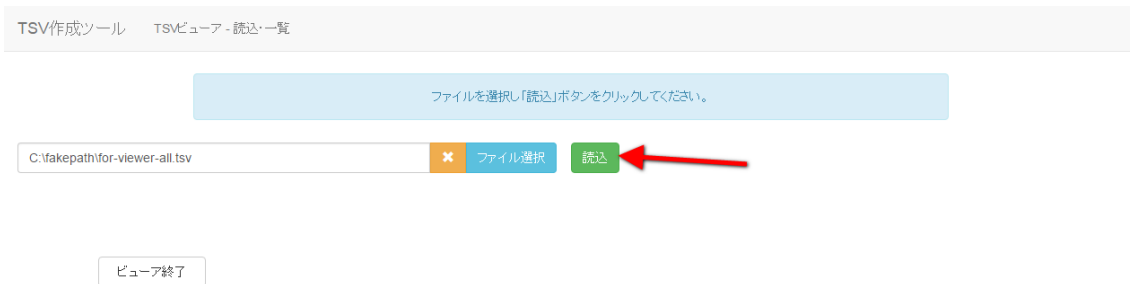 TSV作成ツール TSVビューア - 読込・一覧
ファイルを選択し「読込」ボタンをクリックしてください。
C:\fakepath\for-viewer-all.tsv ✖ ファイル選択 読込
ビューア終了